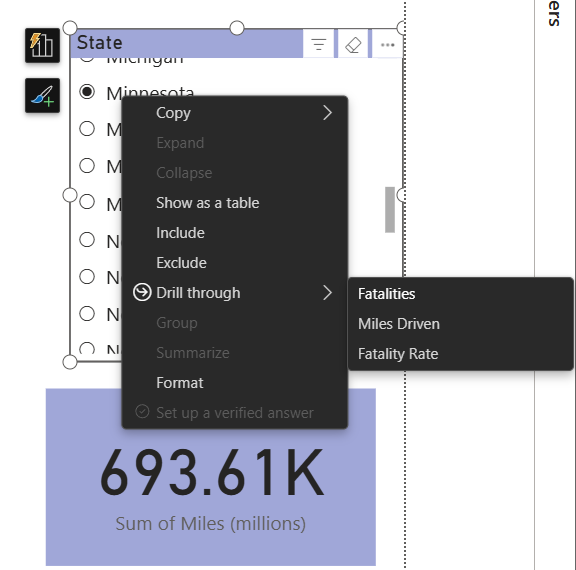 ers
State
Michigan
Minnesota
Copy
Expand
Collapse
Show as a table
Include
Exclude
Drill through
Group
Summarize
Format
Set up a verified answer
Fatalities
Miles Driven
Fatality Rate
693.61K
Sum of Miles (millions)